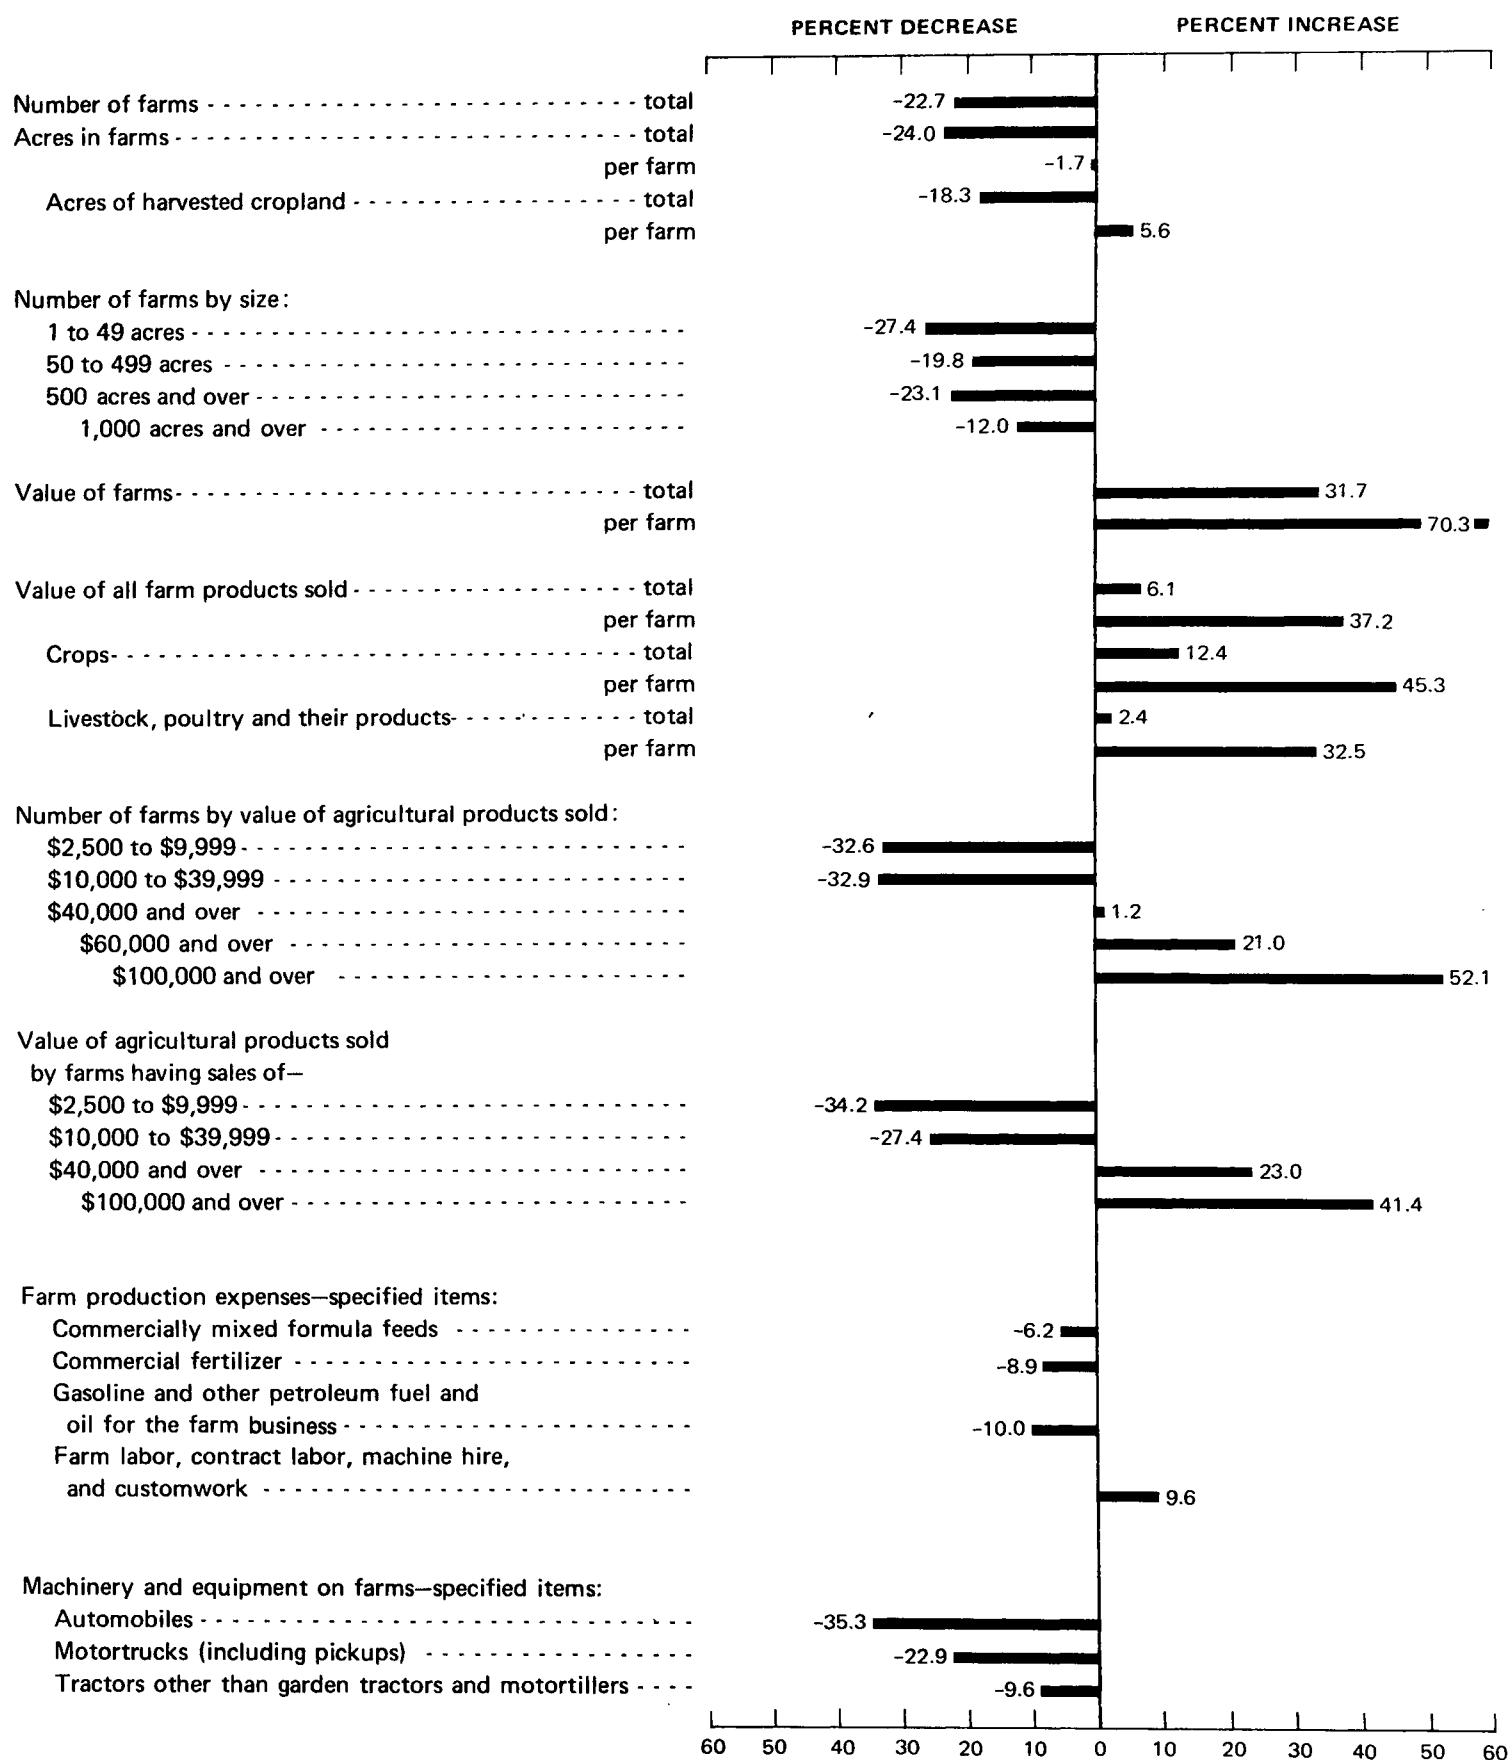 PERCENT DECREASE PERCENT INCREASE
Number of farms total -22.7
Acres in farms total -24.0
per farm -1.7
Acres of harvested cropland total -18.3
per farm 5.6
Number of farms by size:
1 to 49 acres -27.4
50 to 499 acres -19.8
500 acres and over -23.1
1,000 acres and over -12.0
Value of farms total 31.7
per farm 70.3
Value of all farm products sold total 6.1
per farm 37.2
Crops total 12.4
per farm 45.3
Livestock, poultry and their products total 2.4
per farm 32.5
Number of farms by value of agricultural products sold:
$2,500 to $9,999 -32.6
$10,000 to $39,999 -32.9
$40,000 and over 1.2
$60,000 and over 21.0
$100,000 and over 52.1
Value of agricultural products sold
by farms having sales of—
$2,500 to $9,999 -34.2
$10,000 to $39,999 -27.4
$40,000 and over 23.0
$100,000 and over 41.4
Farm production expenses—specified items:
Commercially mixed formula feeds -6.2
Commercial fertilizer -8.9
Gasoline and other petroleum fuel and
oil for the farm business -10.0
Farm labor, contract labor, machine hire,
and customwork 9.6
Machinery and equipment on farms—specified items:
Automobiles -35.3
Motortrucks (including pickups) -22.9
Tractors other than garden tractors and motortillers -9.6
60 50 40 30 20 10 0 10 20 30 40 50 60